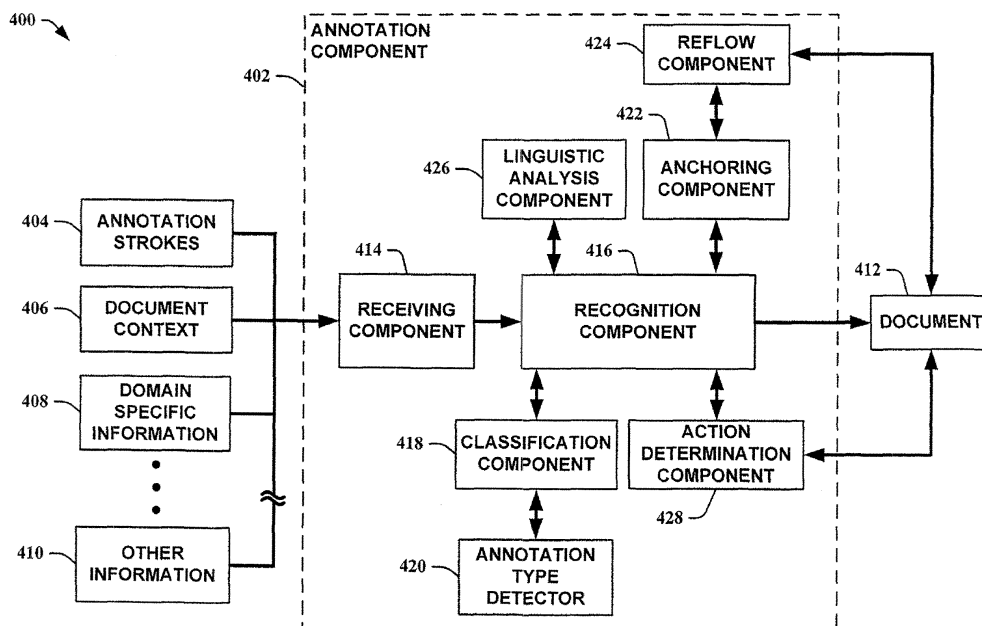 400
ANNOTATION
COMPONENT
402
424
REFLOW
COMPONENT
422
ANCHORING
COMPONENT
426
LINGUISTIC
ANALYSIS
COMPONENT
404
ANNOTATION
STROKES
406
DOCUMENT
CONTEXT
408
DOMAIN
SPECIFIC
INFORMATION
410
OTHER
INFORMATION
414
RECEIVING
COMPONENT
416
RECOGNITION
COMPONENT
412
DOCUMENT
418
CLASSIFICATION
COMPONENT
ACTION
DETERMINATION
COMPONENT
428
420
ANNOTATION
TYPE
DETECTOR